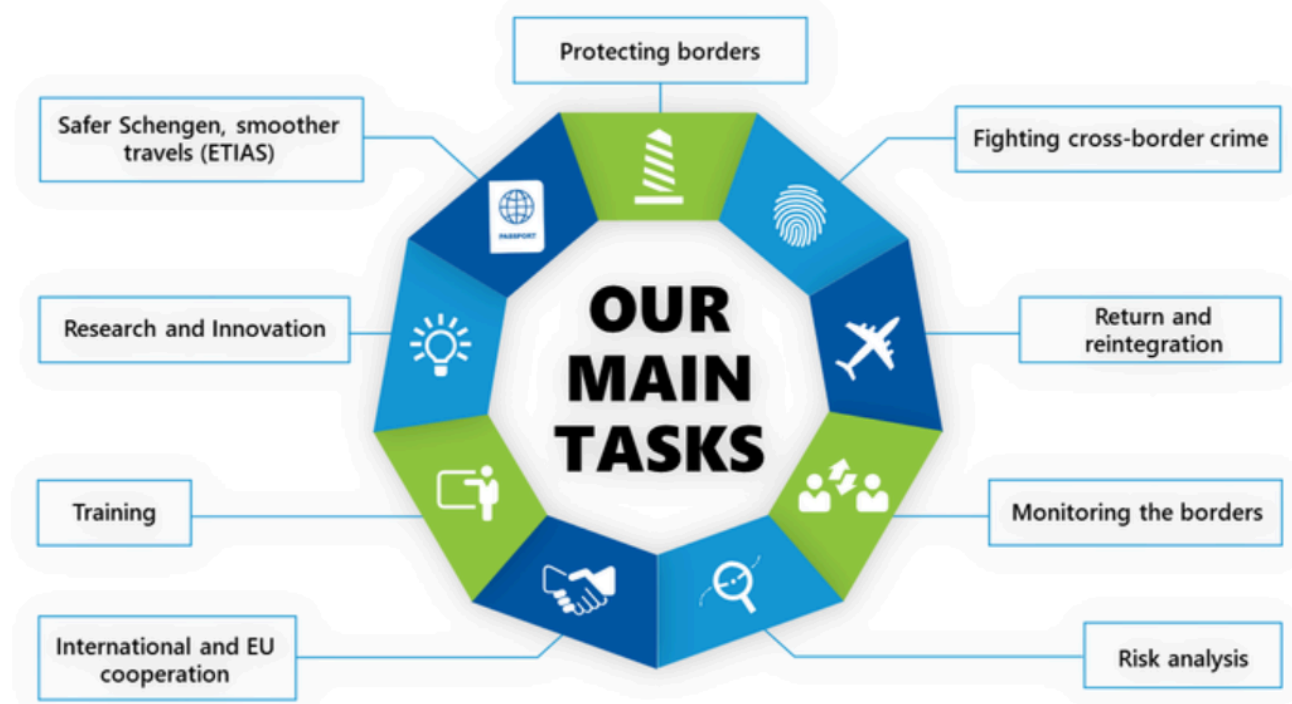 Protecting borders
Fighting cross-border crime
Return and
reintegration
Monitoring the borders
Risk analysis
International and EU
cooperation
Training
Research and Innovation
Safer Schengen, smoother
travels (ETIAS)
PASSPORT
OUR
MAIN
TASKS